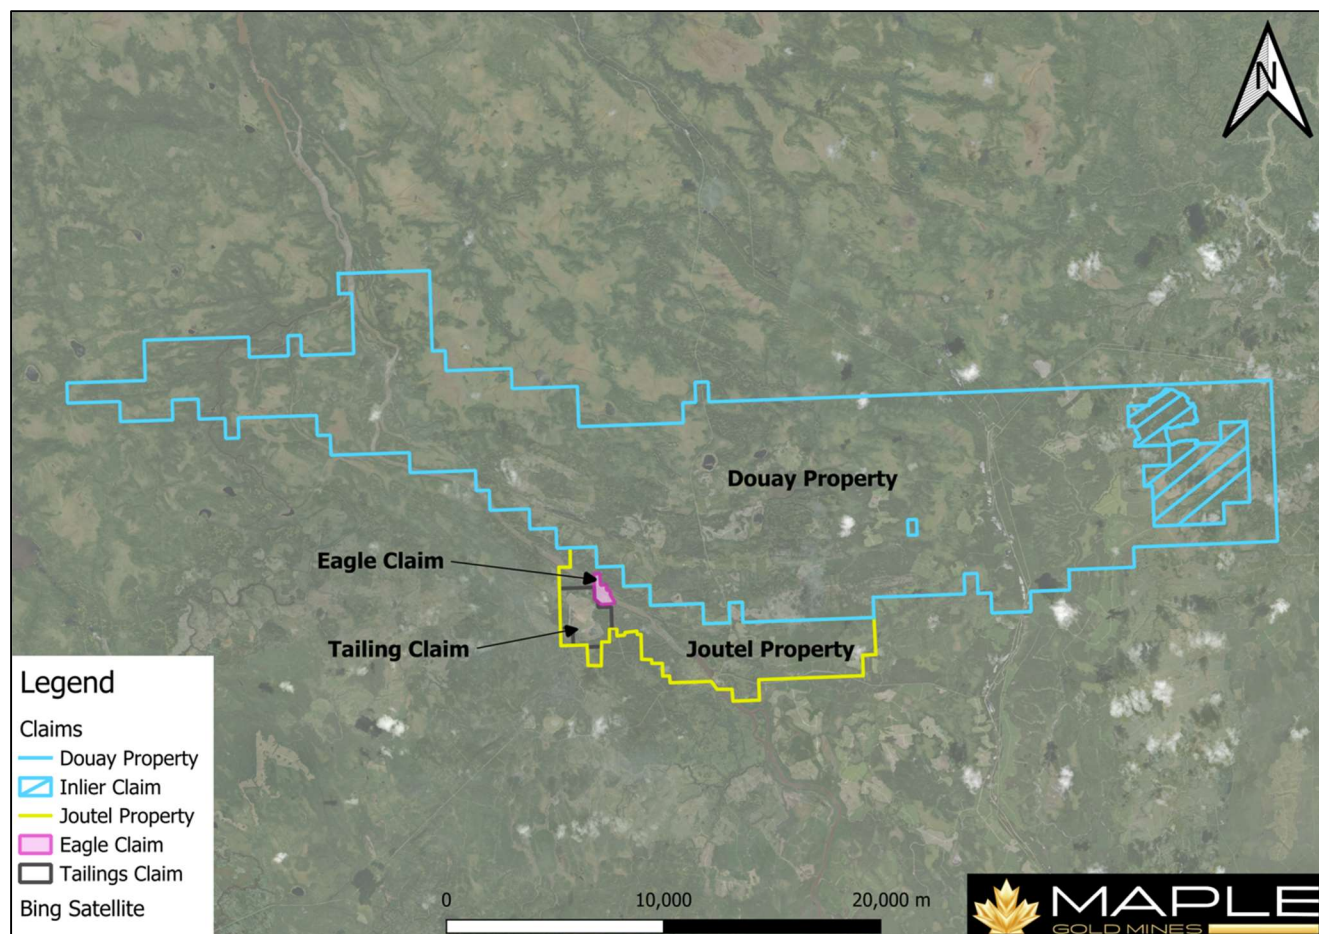 N
Douay Property
Eagle Claim
Tailing Claim
Joutel Property
Legend
Claims
Douay Property
Inlier Claim
Joutel Property
Eagle Claim
Tailings Claim
Bing Satellite
0 10,000 20,000 m
MAPLE
GOLD MINES